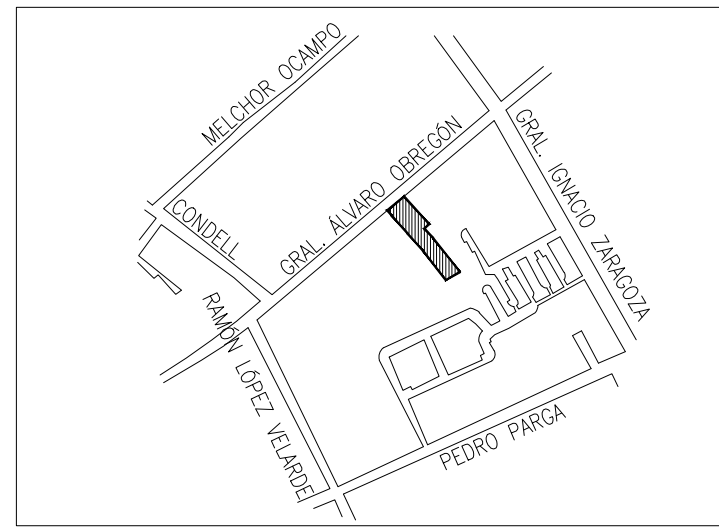 MELCHOR OCAMPO
GRAL. ÁLVARO OBREGÓN
GRAL. IGNACIO ZARAGOZA
CONDELL
RAMÓN LÓPEZ VELARDE
PEDRO PARGA